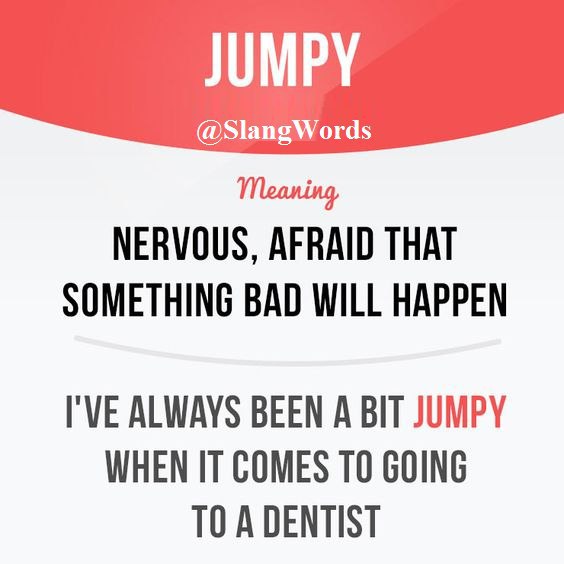 JUMPY
@SlangWords
Meaning
NERVOUS, AFRAID THAT
SOMETHING BAD WILL HAPPEN
I'VE ALWAYS BEEN A BIT JUMPY
WHEN IT COMES TO GOING
TO A DENTIST